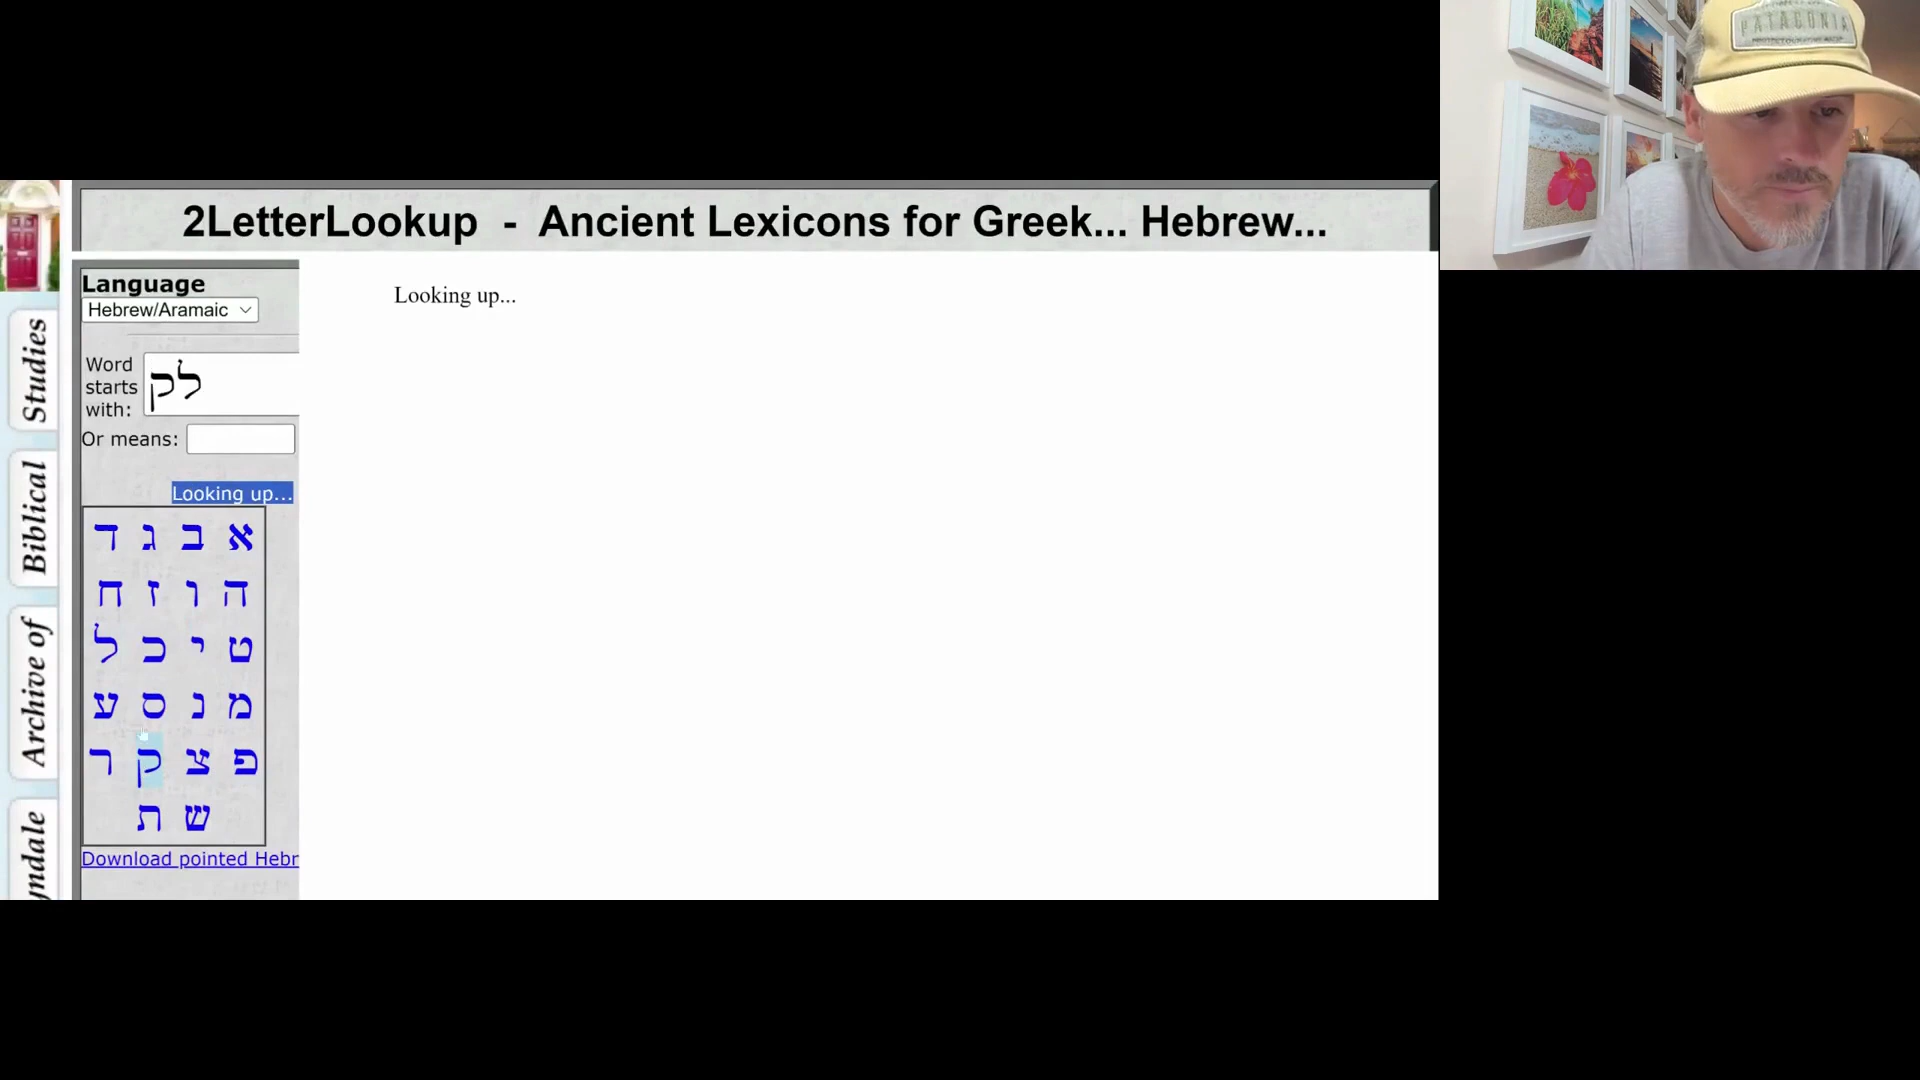 PATAGONIA
2LetterLookup - Ancient Lexicons for Greek... Hebrew...
Studies
Biblical
Archive of
yndale
Language
Hebrew/Aramaic
Word
starts
with:
לק
Or means:
Looking up...
א ב ג ד
ה ו ז ח
ט י כ ל
מ נ ס ע
פ צ ק ר
ש ת
Download pointed Hebr
Looking up...